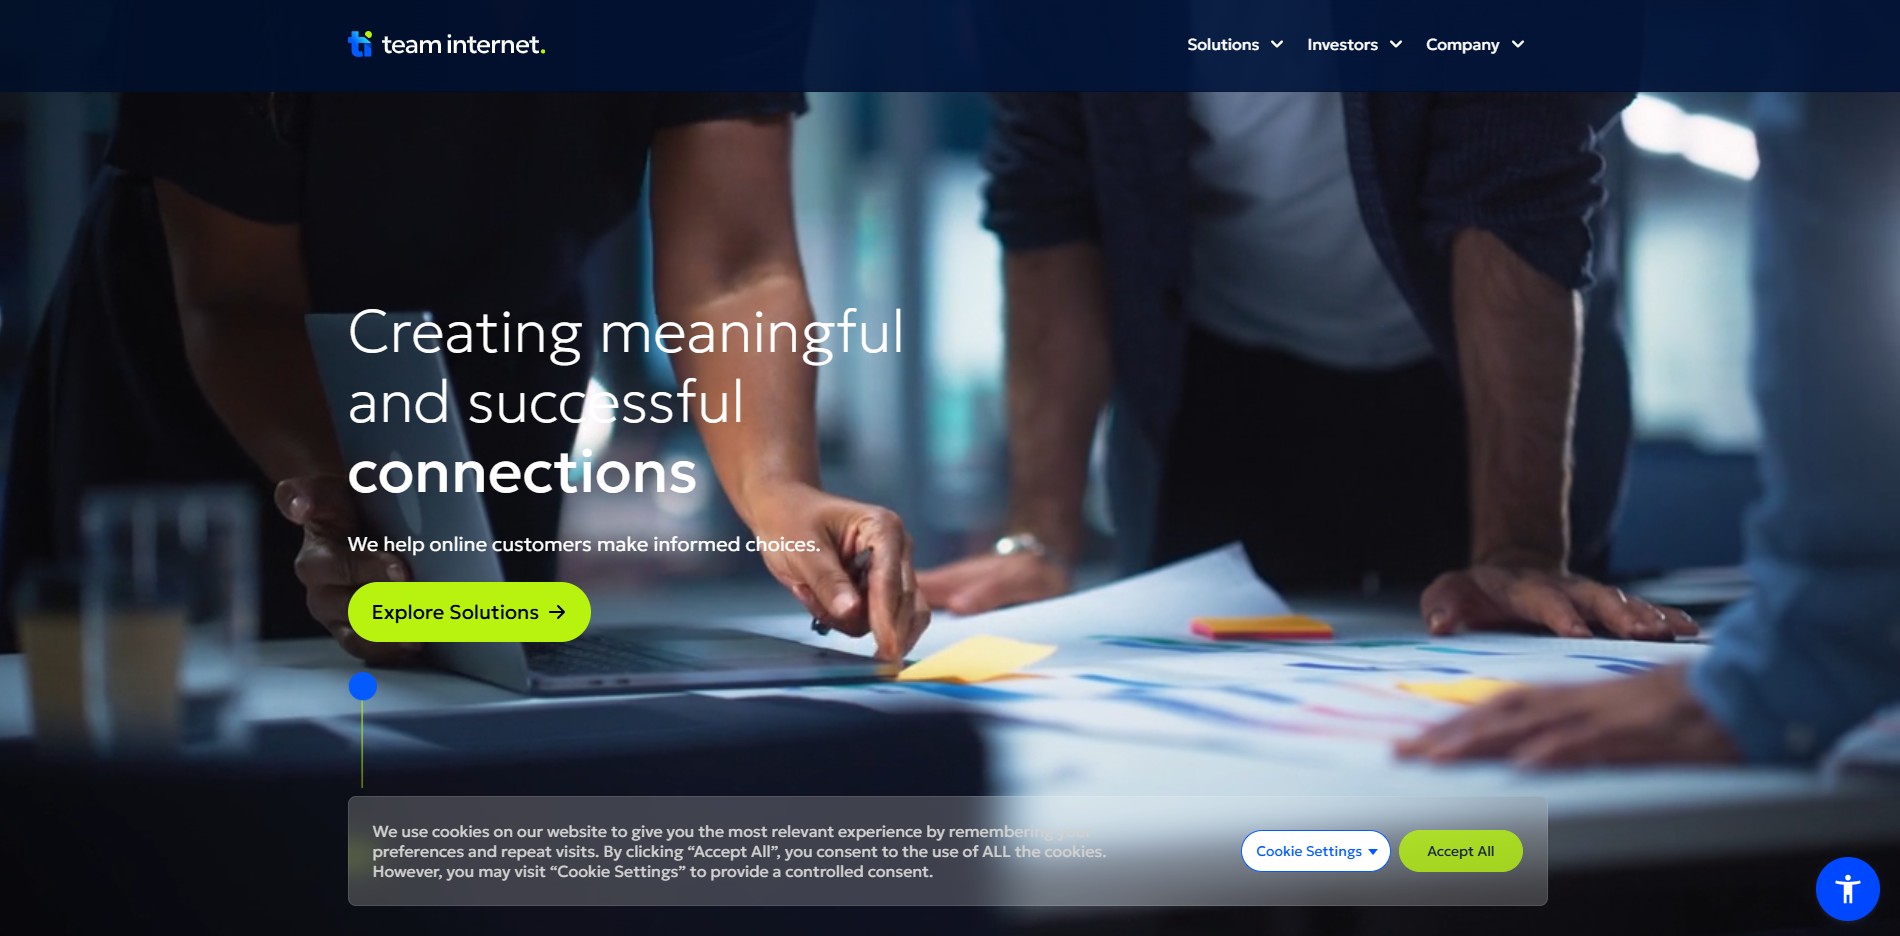 team internet.
Solutions
Investors
Company
Creating meaningful
and successful
connections
We help online customers make informed choices.
Explore Solutions
We use cookies on our website to give you the most relevant experience by remembering your
preferences and repeat visits. By clicking “Accept All”, you consent to the use of ALL the cookies.
However, you may visit “Cookie Settings” to provide a controlled consent.
Cookie Settings
Accept All